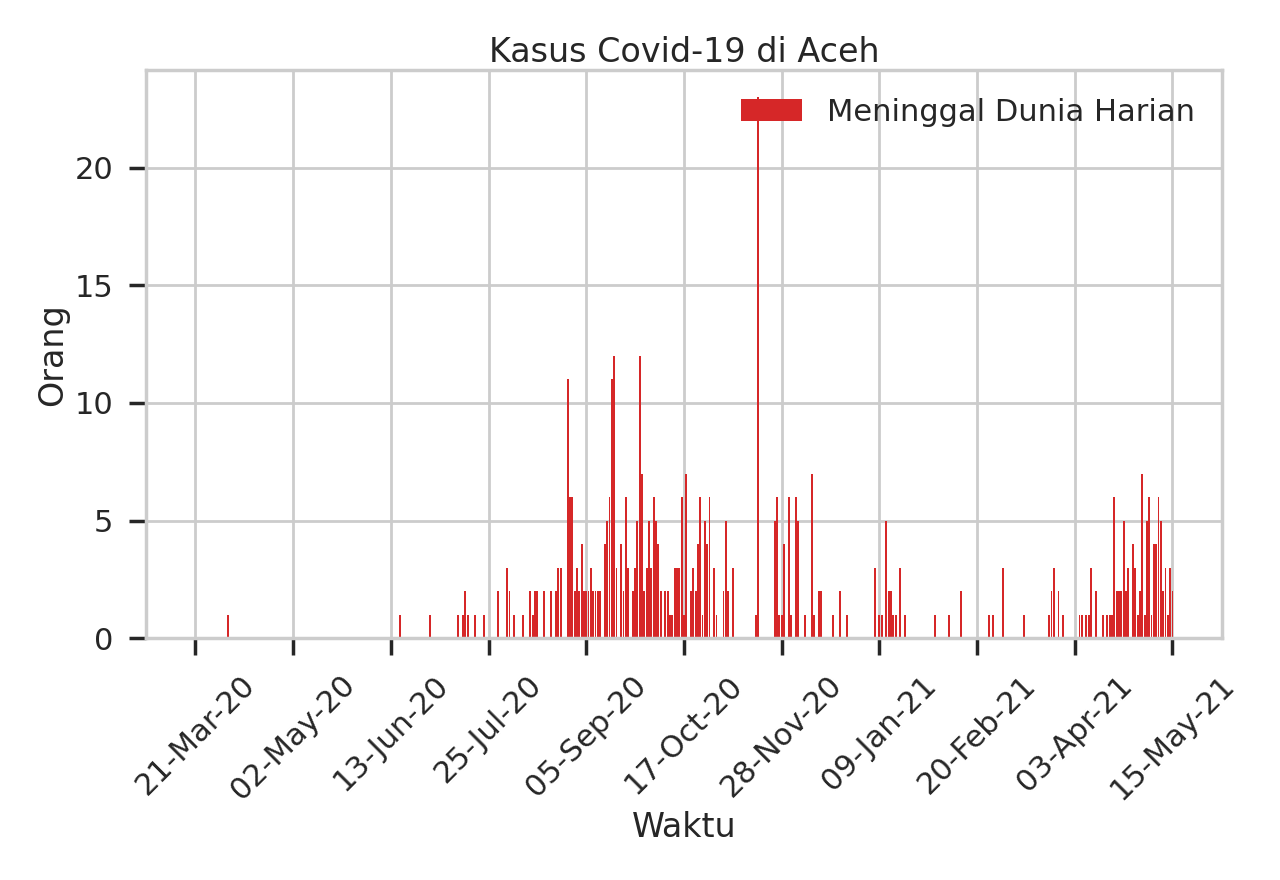 Kasus Covid-19 di Aceh
Meninggal Dunia Harian
Orang
20
15
10
5
0
21-Mar-20
02-May-20
13-Jun-20
25-Jul-20
05-Sep-20
17-Oct-20
28-Nov-20
09-Jan-21
20-Feb-21
03-Apr-21
15-May-21
Waktu